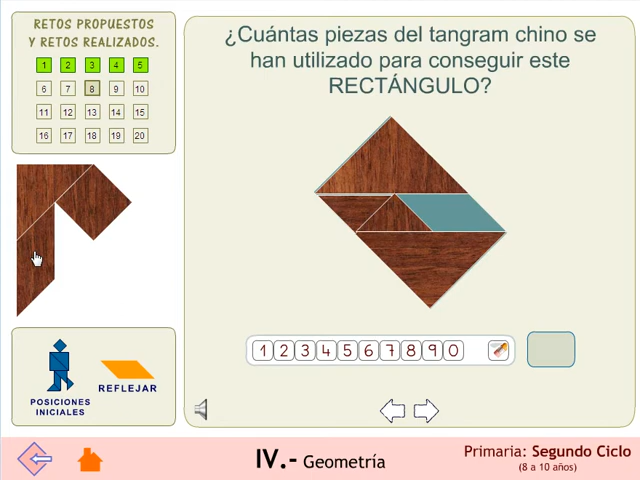 RETOS PROPUESTOS
Y RETOS REALIZADOS.
1 2 3 4 5
6 7 8 9 10
11 12 13 14 15
16 17 18 19 20
¿Cuántas piezas del tangram chino se
han utilizado para conseguir este
RECTÁNGULO?
1 2 3 4 5 6 7 8 9 0
POSICIONES
INICIALES
REFLEJAR
IV.- Geometría
Primaria: Segundo Ciclo
(8 a 10 años)